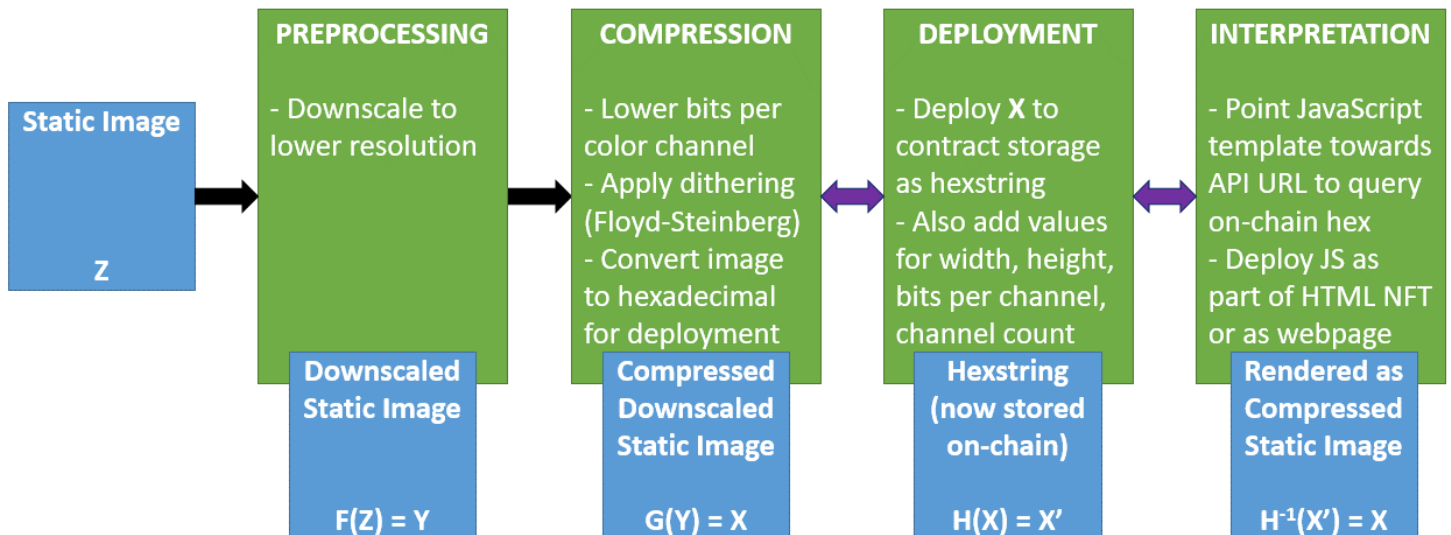 Static Image
Z
PREPROCESSING
- Downscale to
lower resolution
Downscaled
Static Image
F(Z) = Y
COMPRESSION
- Lower bits per
color channel
- Apply dithering
(Floyd-Steinberg)
- Convert image
to hexadecimal
for deployment
Compressed
Downscaled
Static Image
G(Y) = X
DEPLOYMENT
- Deploy X to
contract storage
as hexstring
- Also add values
for width, height,
bits per channel,
channel count
Hexstring
(now stored
on-chain)
H(X) = X’
INTERPRETATION
- Point JavaScript
template towards
API URL to query
on-chain hex
- Deploy JS as
part of HTML NFT
or as webpage
Rendered as
Compressed
Static Image
H⁻¹(X’) = X